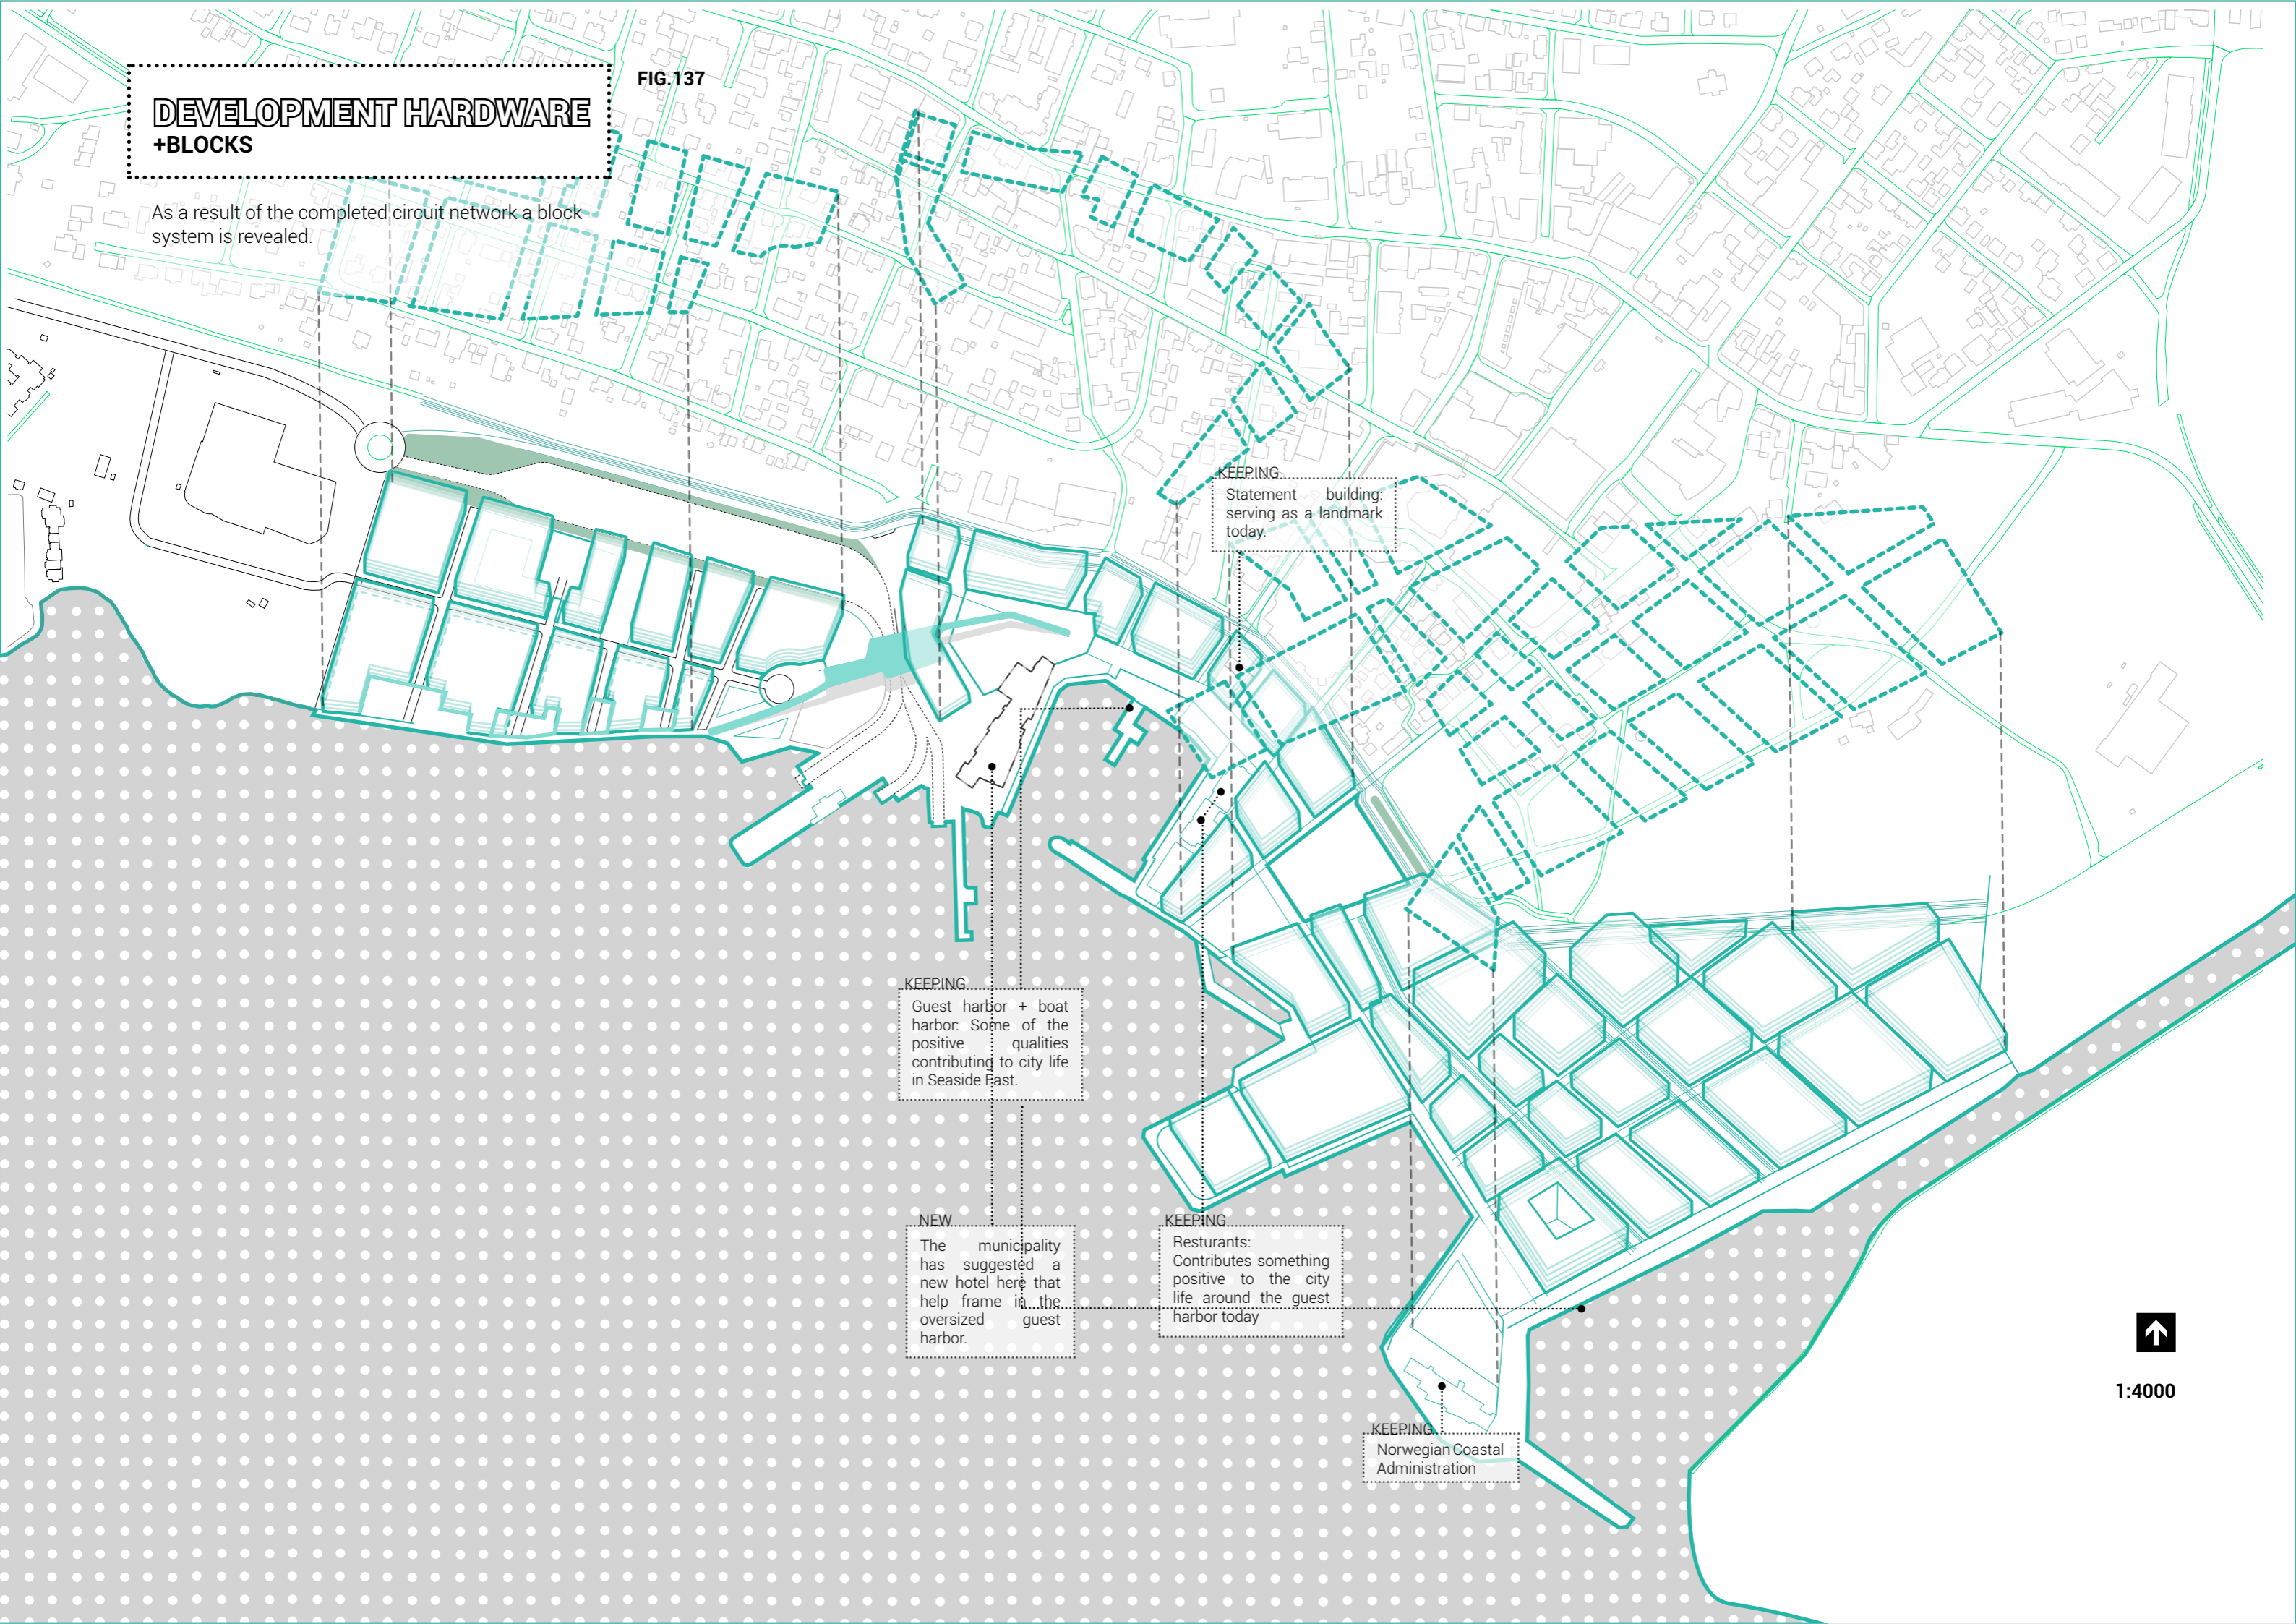 FIG.137
DEVELOPMENT HARDWARE
+BLOCKS
As a result of the completed circuit network a block
system is revealed.
KEEPING
Statement building:
serving as a landmark
today.
KEEPING
Guest harbor + boat
harbor: Some of the
positive qualities
contributing to city life
in Seaside East.
NEW
The municipality
has suggested a
new hotel here that
help frame in the
oversized guest
harbor.
KEEPING
Resturants:
Contributes something
positive to the city
life around the guest
harbor today
KEEPING
Norwegian Coastal
Administration
1:4000